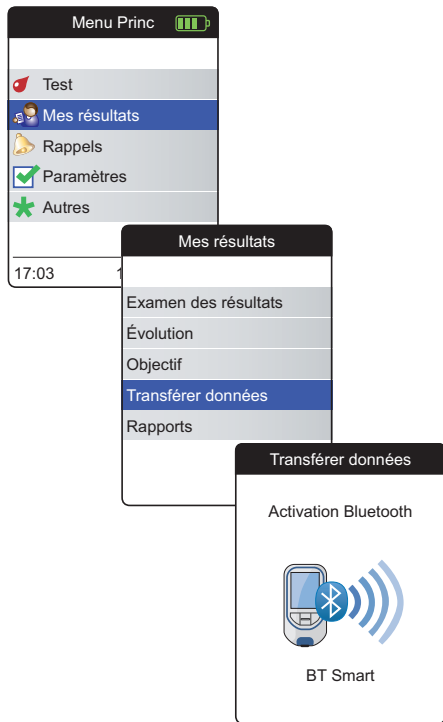 Menu Princ
Test
Mes résultats
Rappels
Paramètres
Autres
17:03 1
Mes résultats
Examen des résultats
Évolution
Objectif
Transférer données
Rapports
Transférer données
Activation Bluetooth
BT Smart